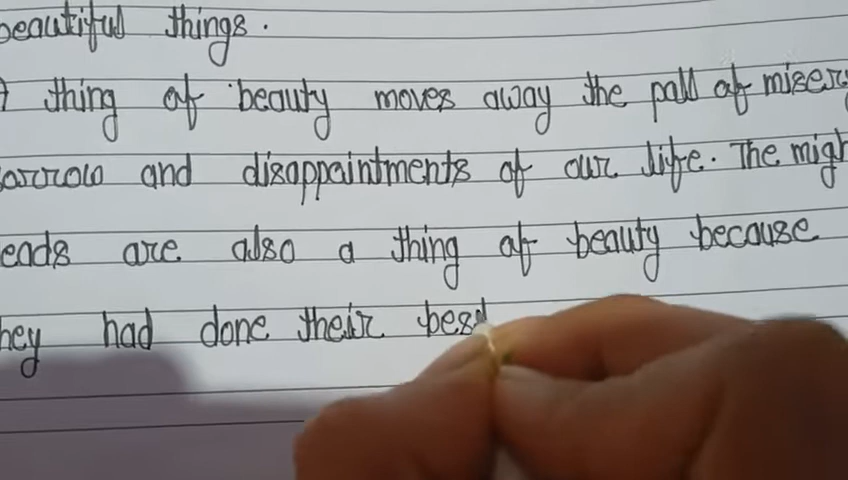 beautiful things.
thing of beauty moves away the pall of misery
sorrow and disappointments of our life. The migh
eads are also a thing of beauty because
hey had done their best